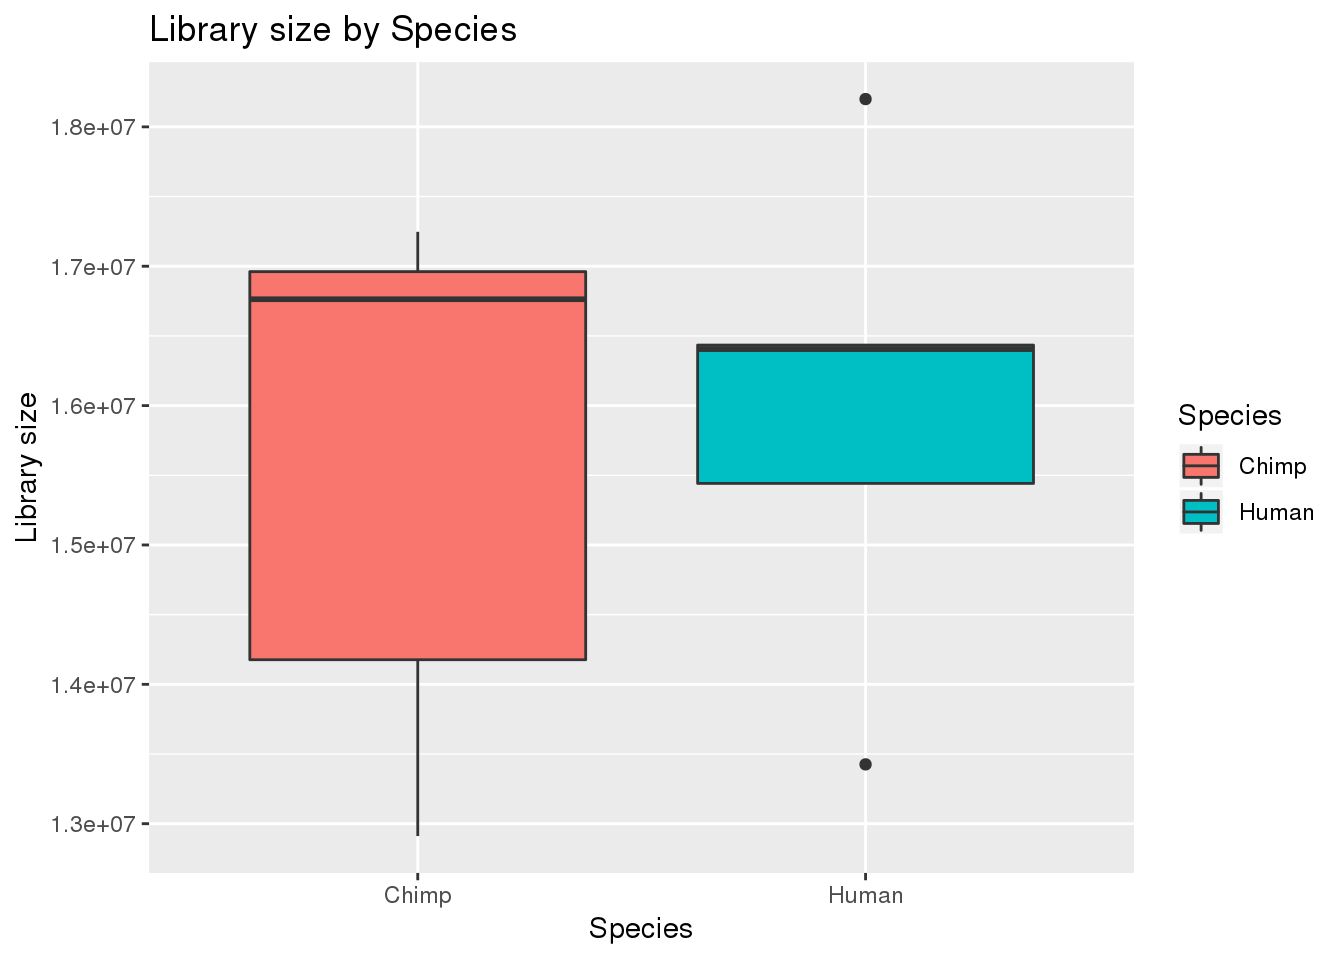 Library size by Species
1.8e+07
1.7e+07
1.6e+07
1.5e+07
1.4e+07
1.3e+07
Library size
Chimp
Human
Species
Species
Chimp
Human